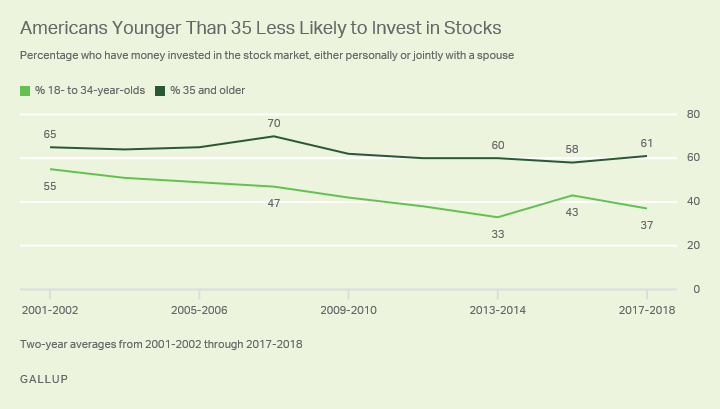 Americans Younger Than 35 Less Likely to Invest in Stocks
Percentage who have money invested in the stock market, either personally or jointly with a spouse
% 18- to 34-year-olds % 35 and older
80
65 70 60 58 61
60
55 47 33 43 37
40
20
0
2001-2002 2005-2006 2009-2010 2013-2014 2017-2018
Two-year averages from 2001-2002 through 2017-2018
GALLUP